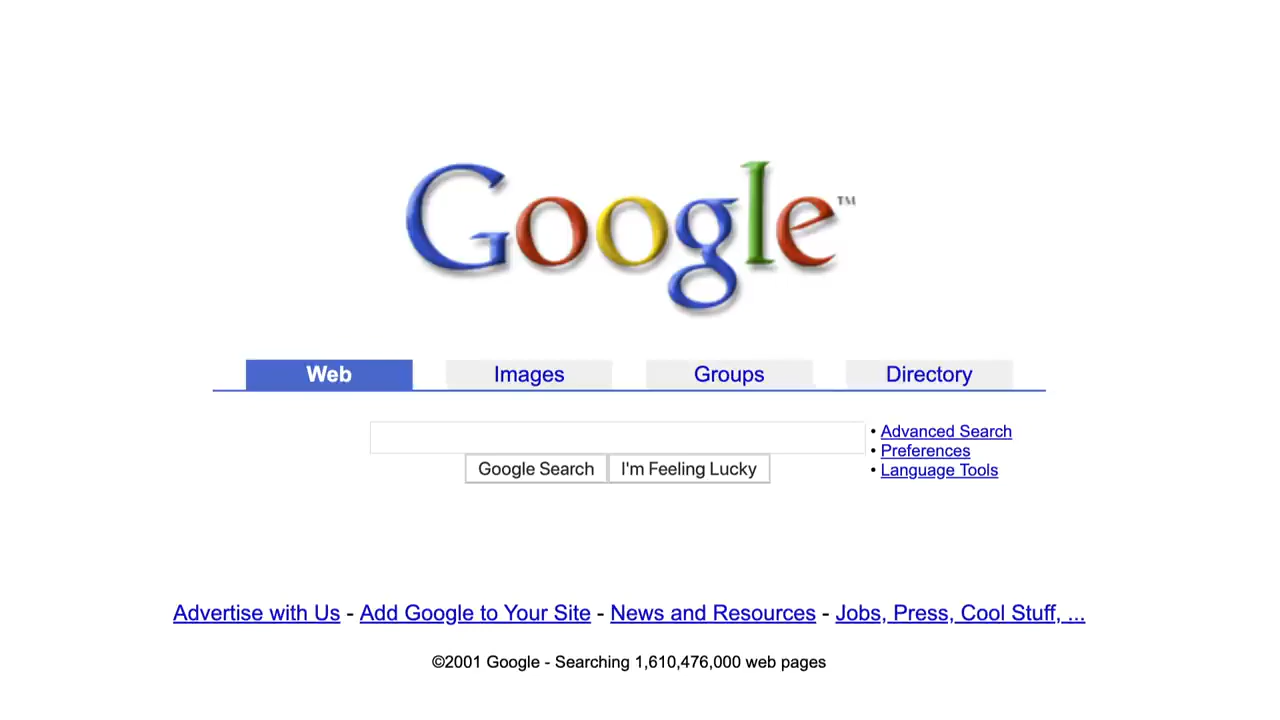 Google™
Web Images Groups Directory
• Advanced Search
• Preferences
• Language Tools
Google Search I'm Feeling Lucky
Advertise with Us - Add Google to Your Site - News and Resources - Jobs, Press, Cool Stuff, ...
©2001 Google - Searching 1,610,476,000 web pages